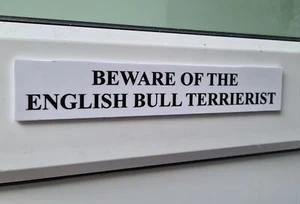 BEWARE OF THE
ENGLISH BULL TERRIERIST